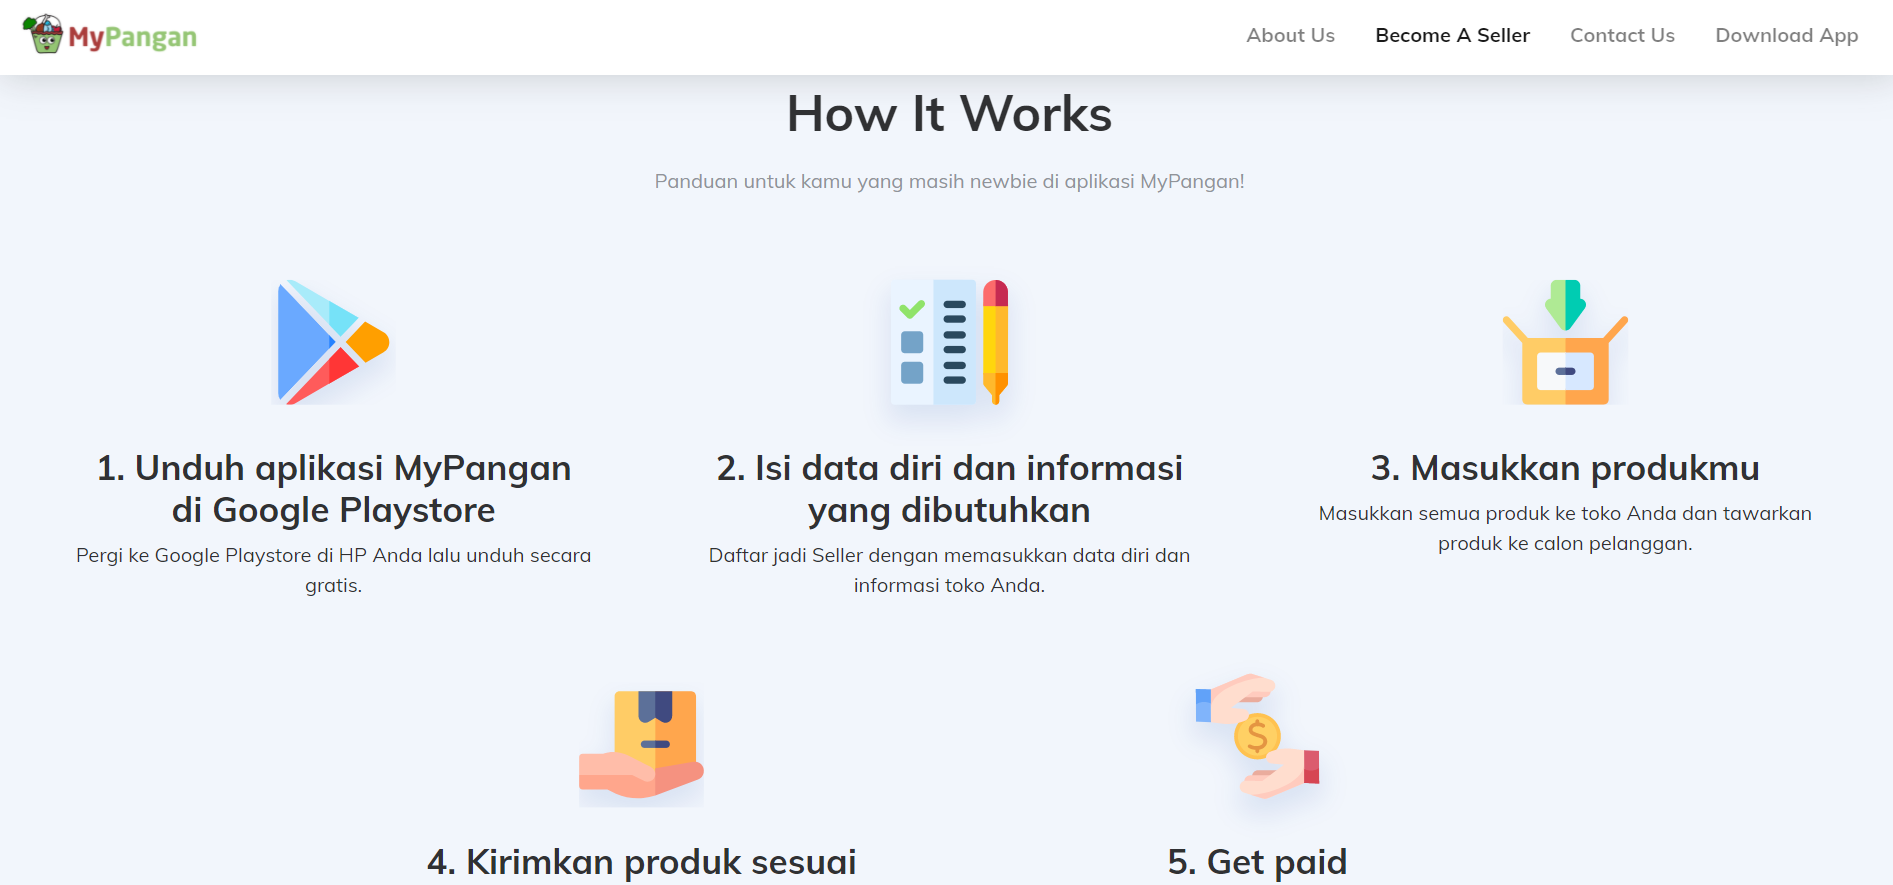 MyPangan
About Us
Become A Seller
Contact Us
Download App
How It Works
Panduan untuk kamu yang masih newbie di aplikasi MyPangan!
1. Unduh aplikasi MyPangan
di Google Playstore
Pergi ke Google Playstore di HP Anda lalu unduh secara
gratis.
2. Isi data diri dan informasi
yang dibutuhkan
Daftar jadi Seller dengan memasukkan data diri dan
informasi toko Anda.
3. Masukkan produkmu
Masukkan semua produk ke toko Anda dan tawarkan
produk ke calon pelanggan.
$
4. Kirimkan produk sesuai
5. Get paid